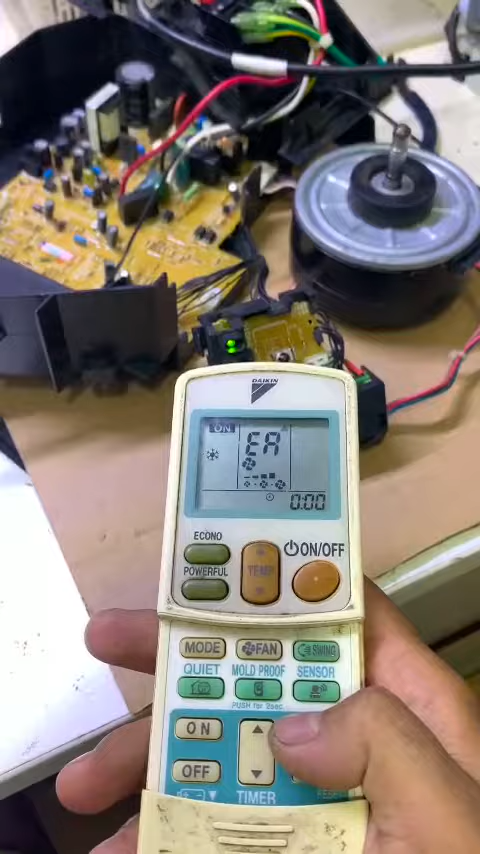 DAIKIN
ON
EA
0:00
ECONO
ON/OFF
POWERFUL
TEMP
MODE
FAN
SWING
QUIET
MOLD PROOF
SENSOR
PUSH for 2sec.
ON
OFF
TIMER
RESET